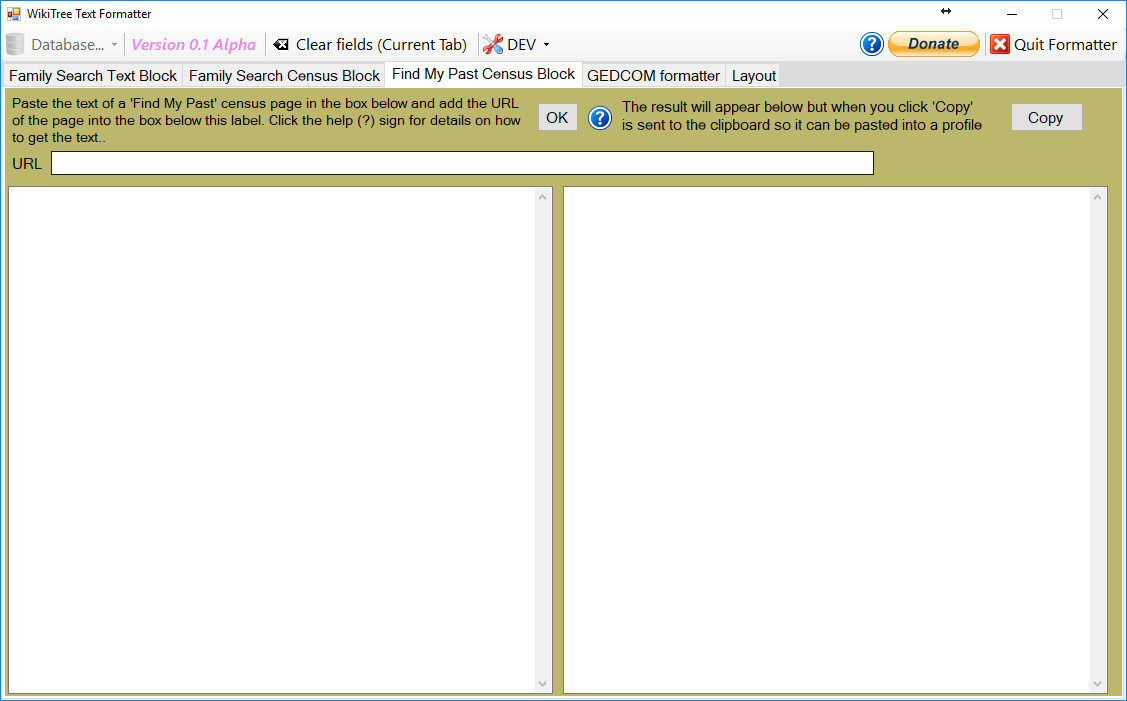 WikiTree Text Formatter
Database... Version 0.1 Alpha Clear fields (Current Tab) DEV ? Donate Quit Formatter
Family Search Text Block Family Search Census Block Find My Past Census Block GEDCOM formatter Layout
Paste the text of a 'Find My Past' census page in the box below and add the URL
of the page into the box below this label. Click the help (?) sign for details on how
to get the text..
OK
?
The result will appear below but when you click 'Copy'
is sent to the clipboard so it can be pasted into a profile
Copy
URL